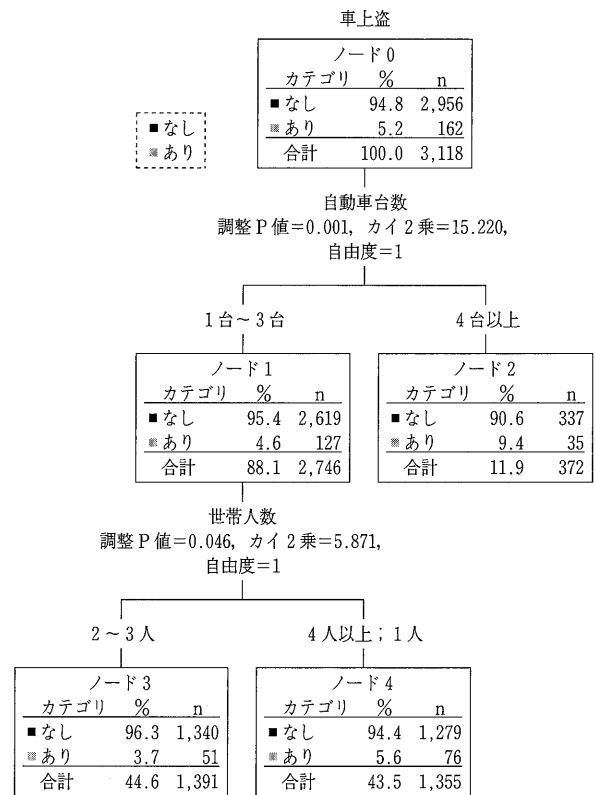 車上盗
ノード0
カテゴリ % n
■なし 94.8 2,956
■あり 5.2 162
合計 100.0 3,118
■なし
■あり
自動車台数
調整P値=0.001, カイ2乗=15.220,
自由度=1
1台~3台
4台以上
ノード1
カテゴリ % n
■なし 95.4 2,619
■あり 4.6 127
合計 88.1 2,746
ノード2
カテゴリ % n
■なし 90.6 337
■あり 9.4 35
合計 11.9 372
世帯人数
調整P値=0.046, カイ2乗=5.871,
自由度=1
2~3人
4人以上;1人
ノード3
カテゴリ % n
■なし 96.3 1,340
■あり 3.7 51
合計 44.6 1,391
ノード4
カテゴリ % n
■なし 94.4 1,279
■あり 5.6 76
合計 43.5 1,355